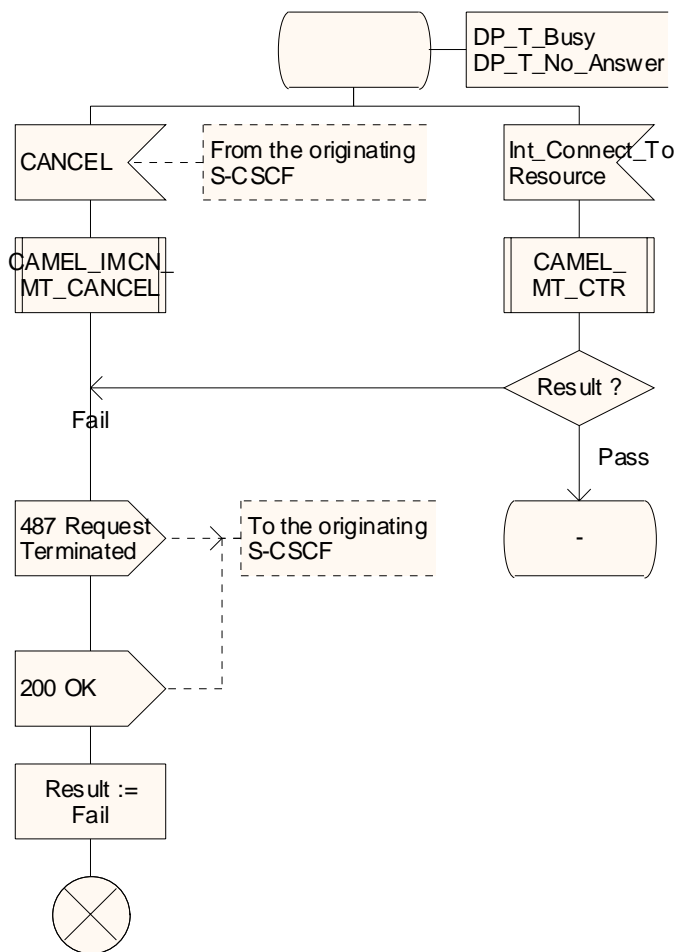 DP_T_Busy
DP_T_No_Answer
CANCEL
From the originating
S-CSCF
Int_Connect_To
Resource
CAMEL_IMCN_
MT_CANCEL
CAMEL_
MT_CTR
Result ?
Fail
Pass
487 Request
Terminated
To the originating
S-CSCF
-
200 OK
Result :=
Fail